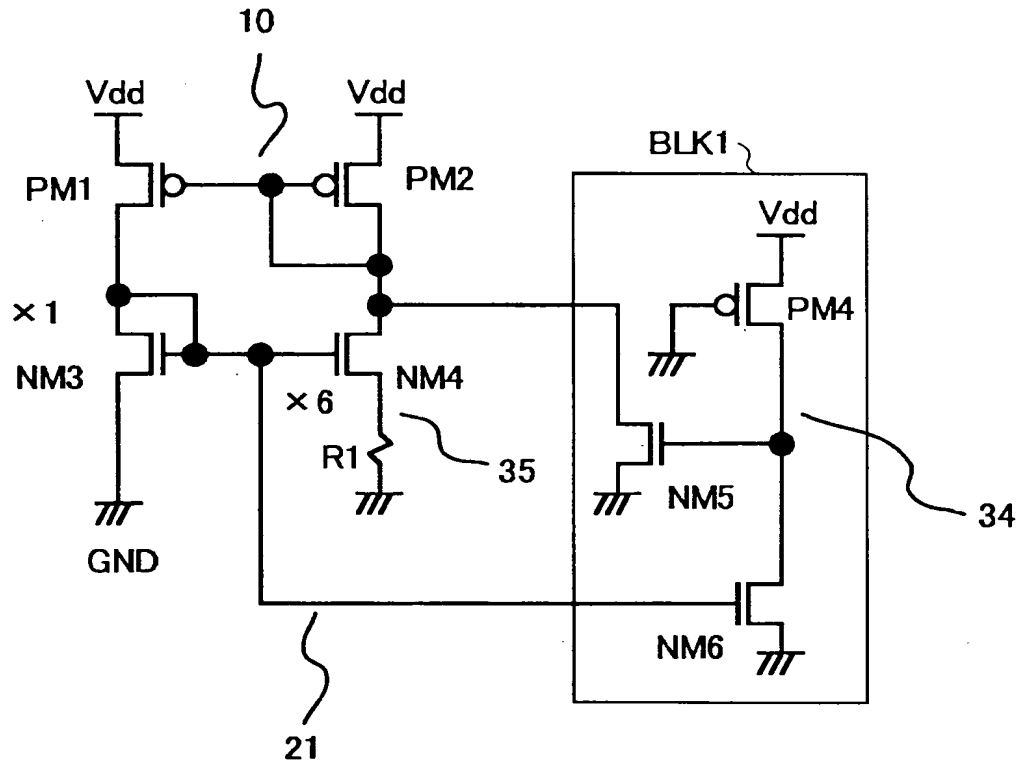 10
Vdd
Vdd
BLK1
PM1
PM2
Vdd
PM4
×1
NM3
×6
NM4
R1
35
NM5
34
GND
NM6
21